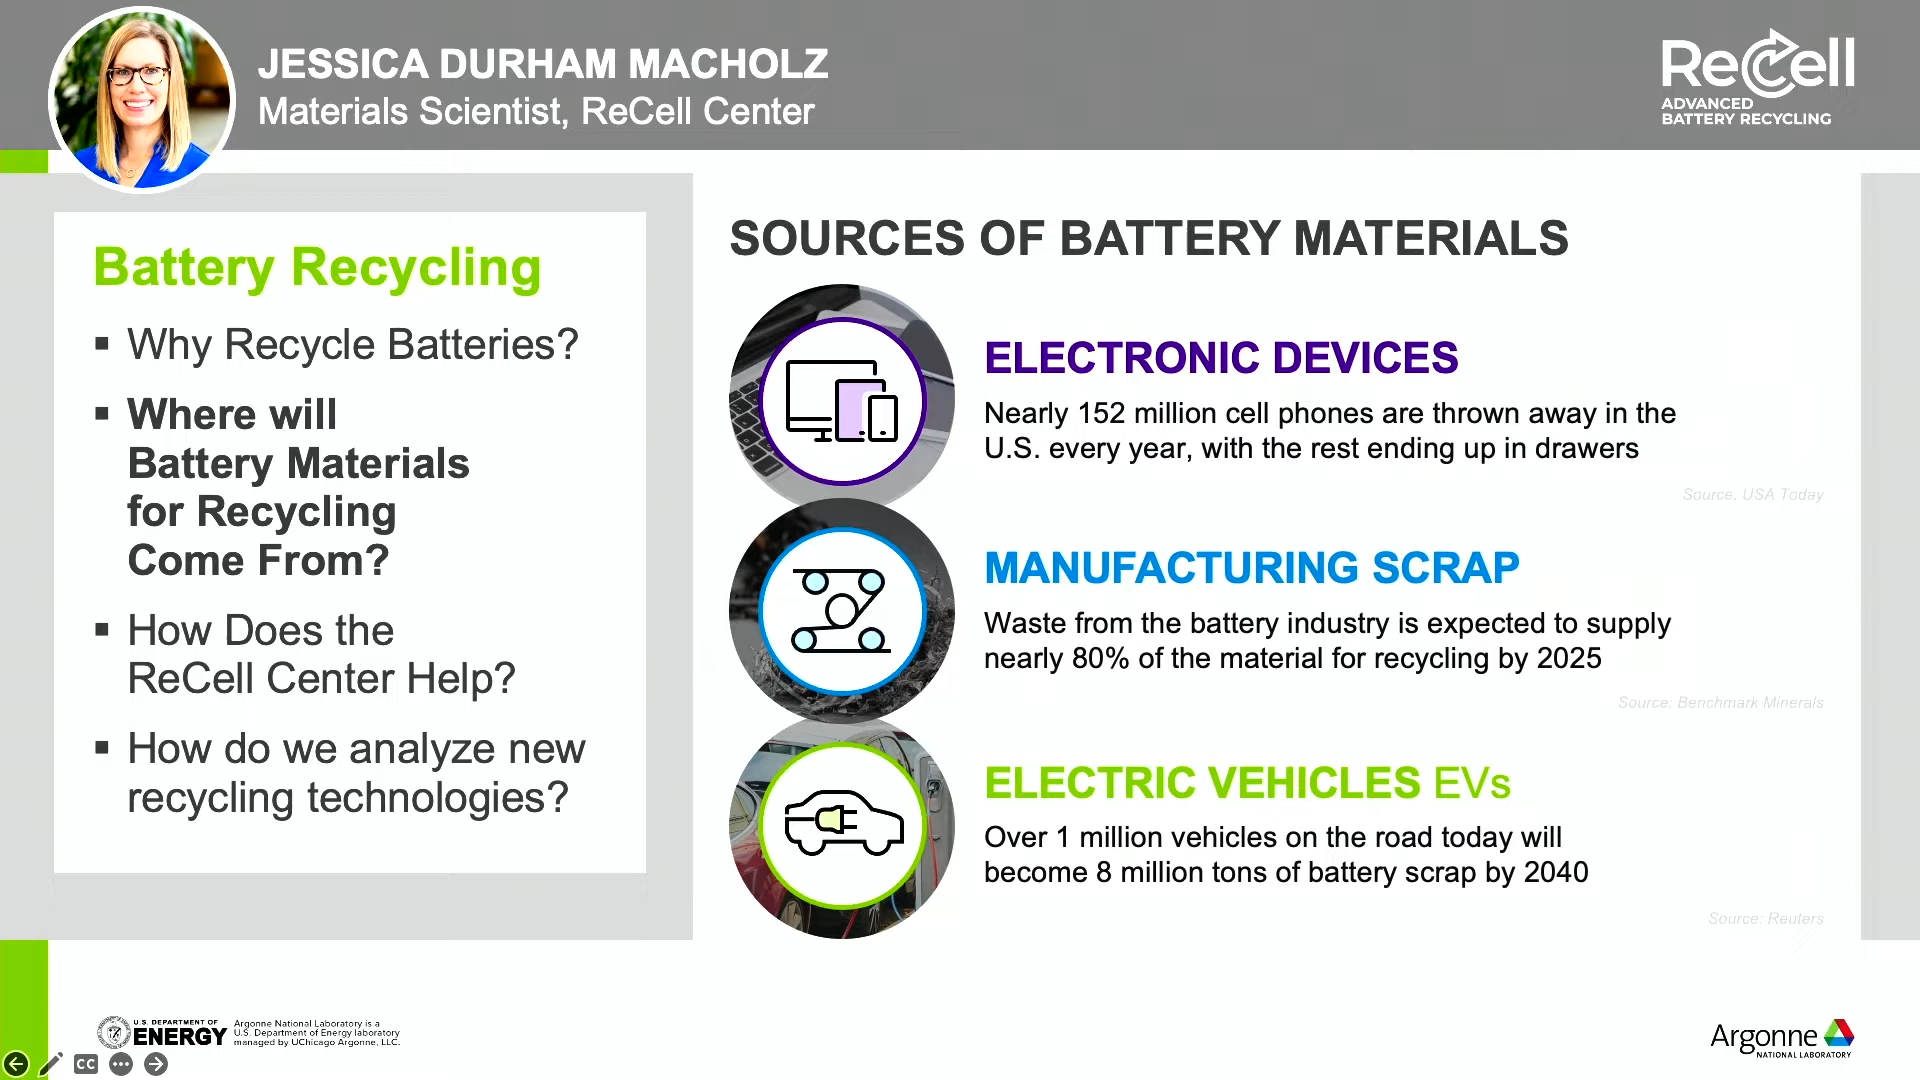 JESSICA DURHAM MACHOLZ
Materials Scientist, ReCell Center
ReCell
ADVANCED
BATTERY RECYCLING
Battery Recycling
▪ Why Recycle Batteries?
▪ Where will
Battery Materials
for Recycling
Come From?
▪ How Does the
ReCell Center Help?
▪ How do we analyze new
recycling technologies?
SOURCES OF BATTERY MATERIALS
ELECTRONIC DEVICES
Nearly 152 million cell phones are thrown away in the
U.S. every year, with the rest ending up in drawers
Source, USA Today
MANUFACTURING SCRAP
Waste from the battery industry is expected to supply
nearly 80% of the material for recycling by 2025
Source: Benchmark Minerals
ELECTRIC VEHICLES EVs
Over 1 million vehicles on the road today will
become 8 million tons of battery scrap by 2040
Source: Reuters
U.S. DEPARTMENT OF
ENERGY
Argonne National Laboratory is a
U.S. Department of Energy laboratory
managed by UChicago Argonne, LLC.
CC
Argonne
NATIONAL LABORATORY